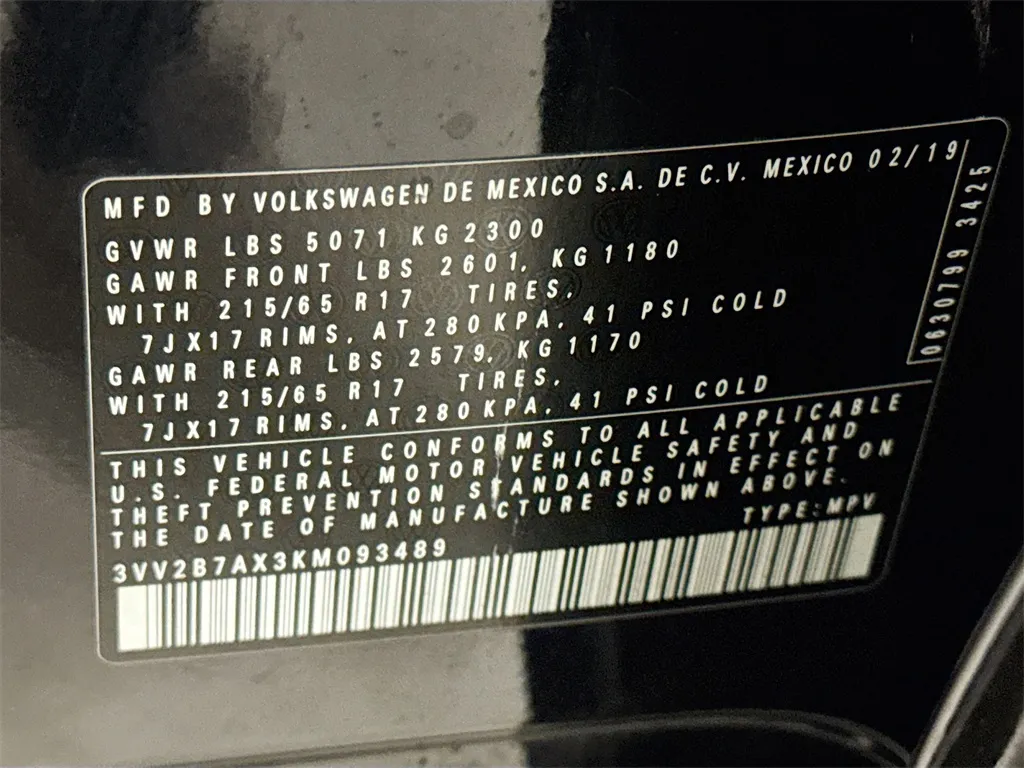 MFD BY VOLKSWAGEN DE MEXICO S.A. DE C.V. MEXICO 02/19
GVWR LBS 5071 KG 2300
GAWR FRONT LBS 2601, KG 1180
WITH 215/65 R17 TIRES,
7JX17 RIMS, AT 280 KPA, 41 PSI COLD
GAWR REAR LBS 2579, KG 1170
WITH 215/65 R17 TIRES,
7JX17 RIMS, AT 280 KPA, 41 PSI COLD
0630799 3425
THIS VEHICLE CONFORMS TO ALL APPLICABLE
U.S. FEDERAL MOTOR VEHICLE SAFETY AND
THEFT PREVENTION STANDARDS IN EFFECT ON
THE DATE OF MANUFACTURE SHOWN ABOVE.
TYPE:MPV
3VV2B7AX3KM093489